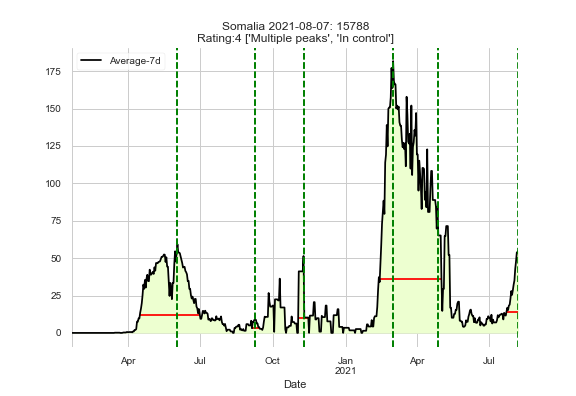 Somalia 2021-08-07: 15788
Rating:4 ['Multiple peaks', 'In control']
Average-7d
175
150
125
100
75
50
25
0
Apr Jul Oct Jan Apr Jul
2021
Date